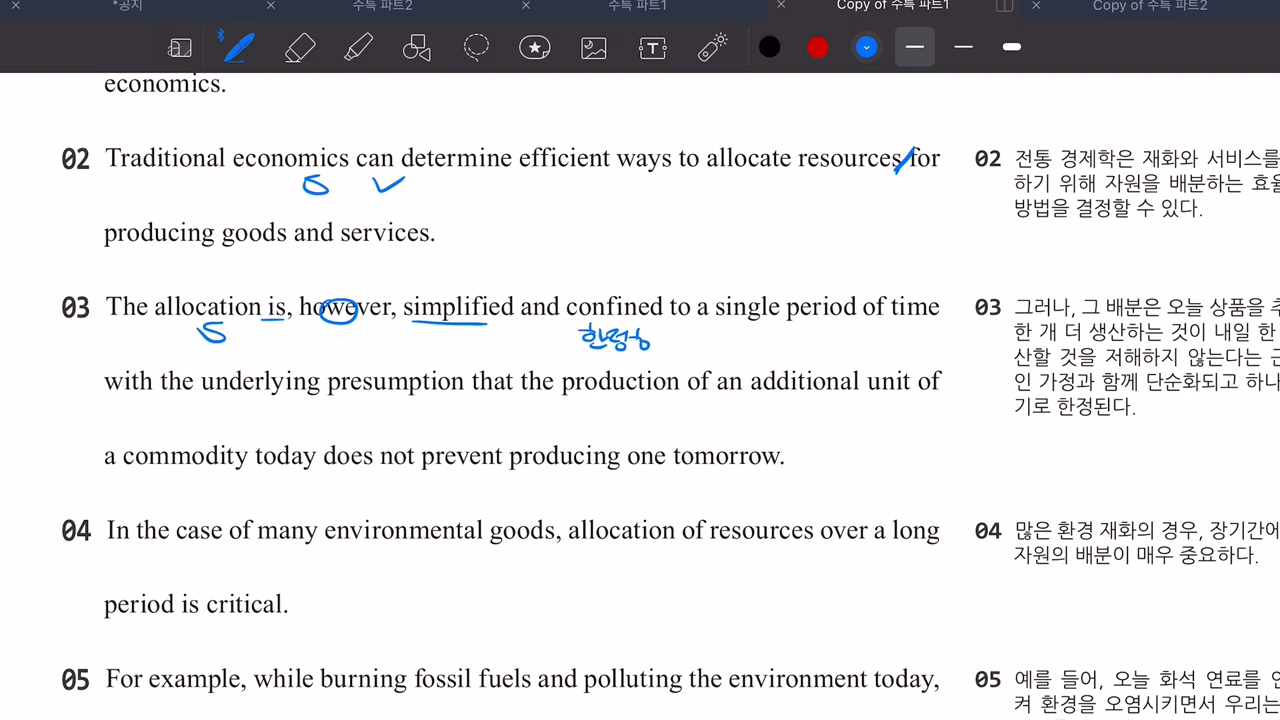 *공지
수특 파트2
수특 파트1
Copy of 수특 파트1
Copy of 수특 파트2
economics.
02 Traditional economics can determine efficient ways to allocate resources for
S
producing goods and services.
03 The allocation is, however, simplified and confined to a single period of time
S
with the underlying presumption that the production of an additional unit of
a commodity today does not prevent producing one tomorrow.
04 In the case of many environmental goods, allocation of resources over a long
period is critical.
05 For example, while burning fossil fuels and polluting the environment today,
02 전통 경제학은 재화와 서비스를
하기 위해 자원을 배분하는 효율
방법을 결정할 수 있다.
03 그러나, 그 배분은 오늘 상품을 추
한 개 더 생산하는 것이 내일 한
산할 것을 저해하지 않는다는 근
인 가정과 함께 단순화되고 하나
기로 한정된다.
04 많은 환경 재화의 경우, 장기간에
자원의 배분이 매우 중요하다.
05 예를 들어, 오늘 화석 연료를 연
켜 환경을 오염시키면서 우리는